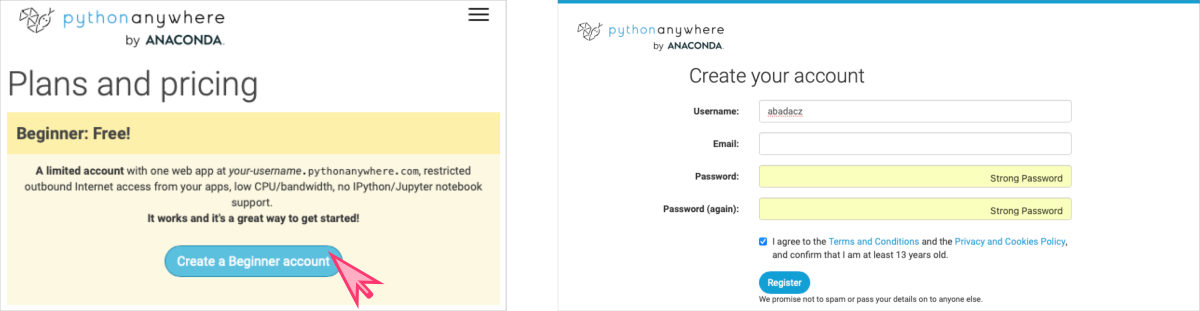 pythonanywhere
by ANACONDA.
Plans and pricing
Beginner: Free!
A limited account with one web app at your-username.pythonanywhere.com, restricted
outbound Internet access from your apps, low CPU/bandwidth, no IPython/Jupyter notebook
support.
It works and it's a great way to get started!
Create a Beginner account
pythonanywhere
by ANACONDA.
Create your account
Username: abadacz
Email:
Password: Strong Password
Password (again): Strong Password
I agree to the Terms and Conditions and the Privacy and Cookies Policy,
and confirm that I am at least 13 years old.
Register
We promise not to spam or pass your details on to anyone else.